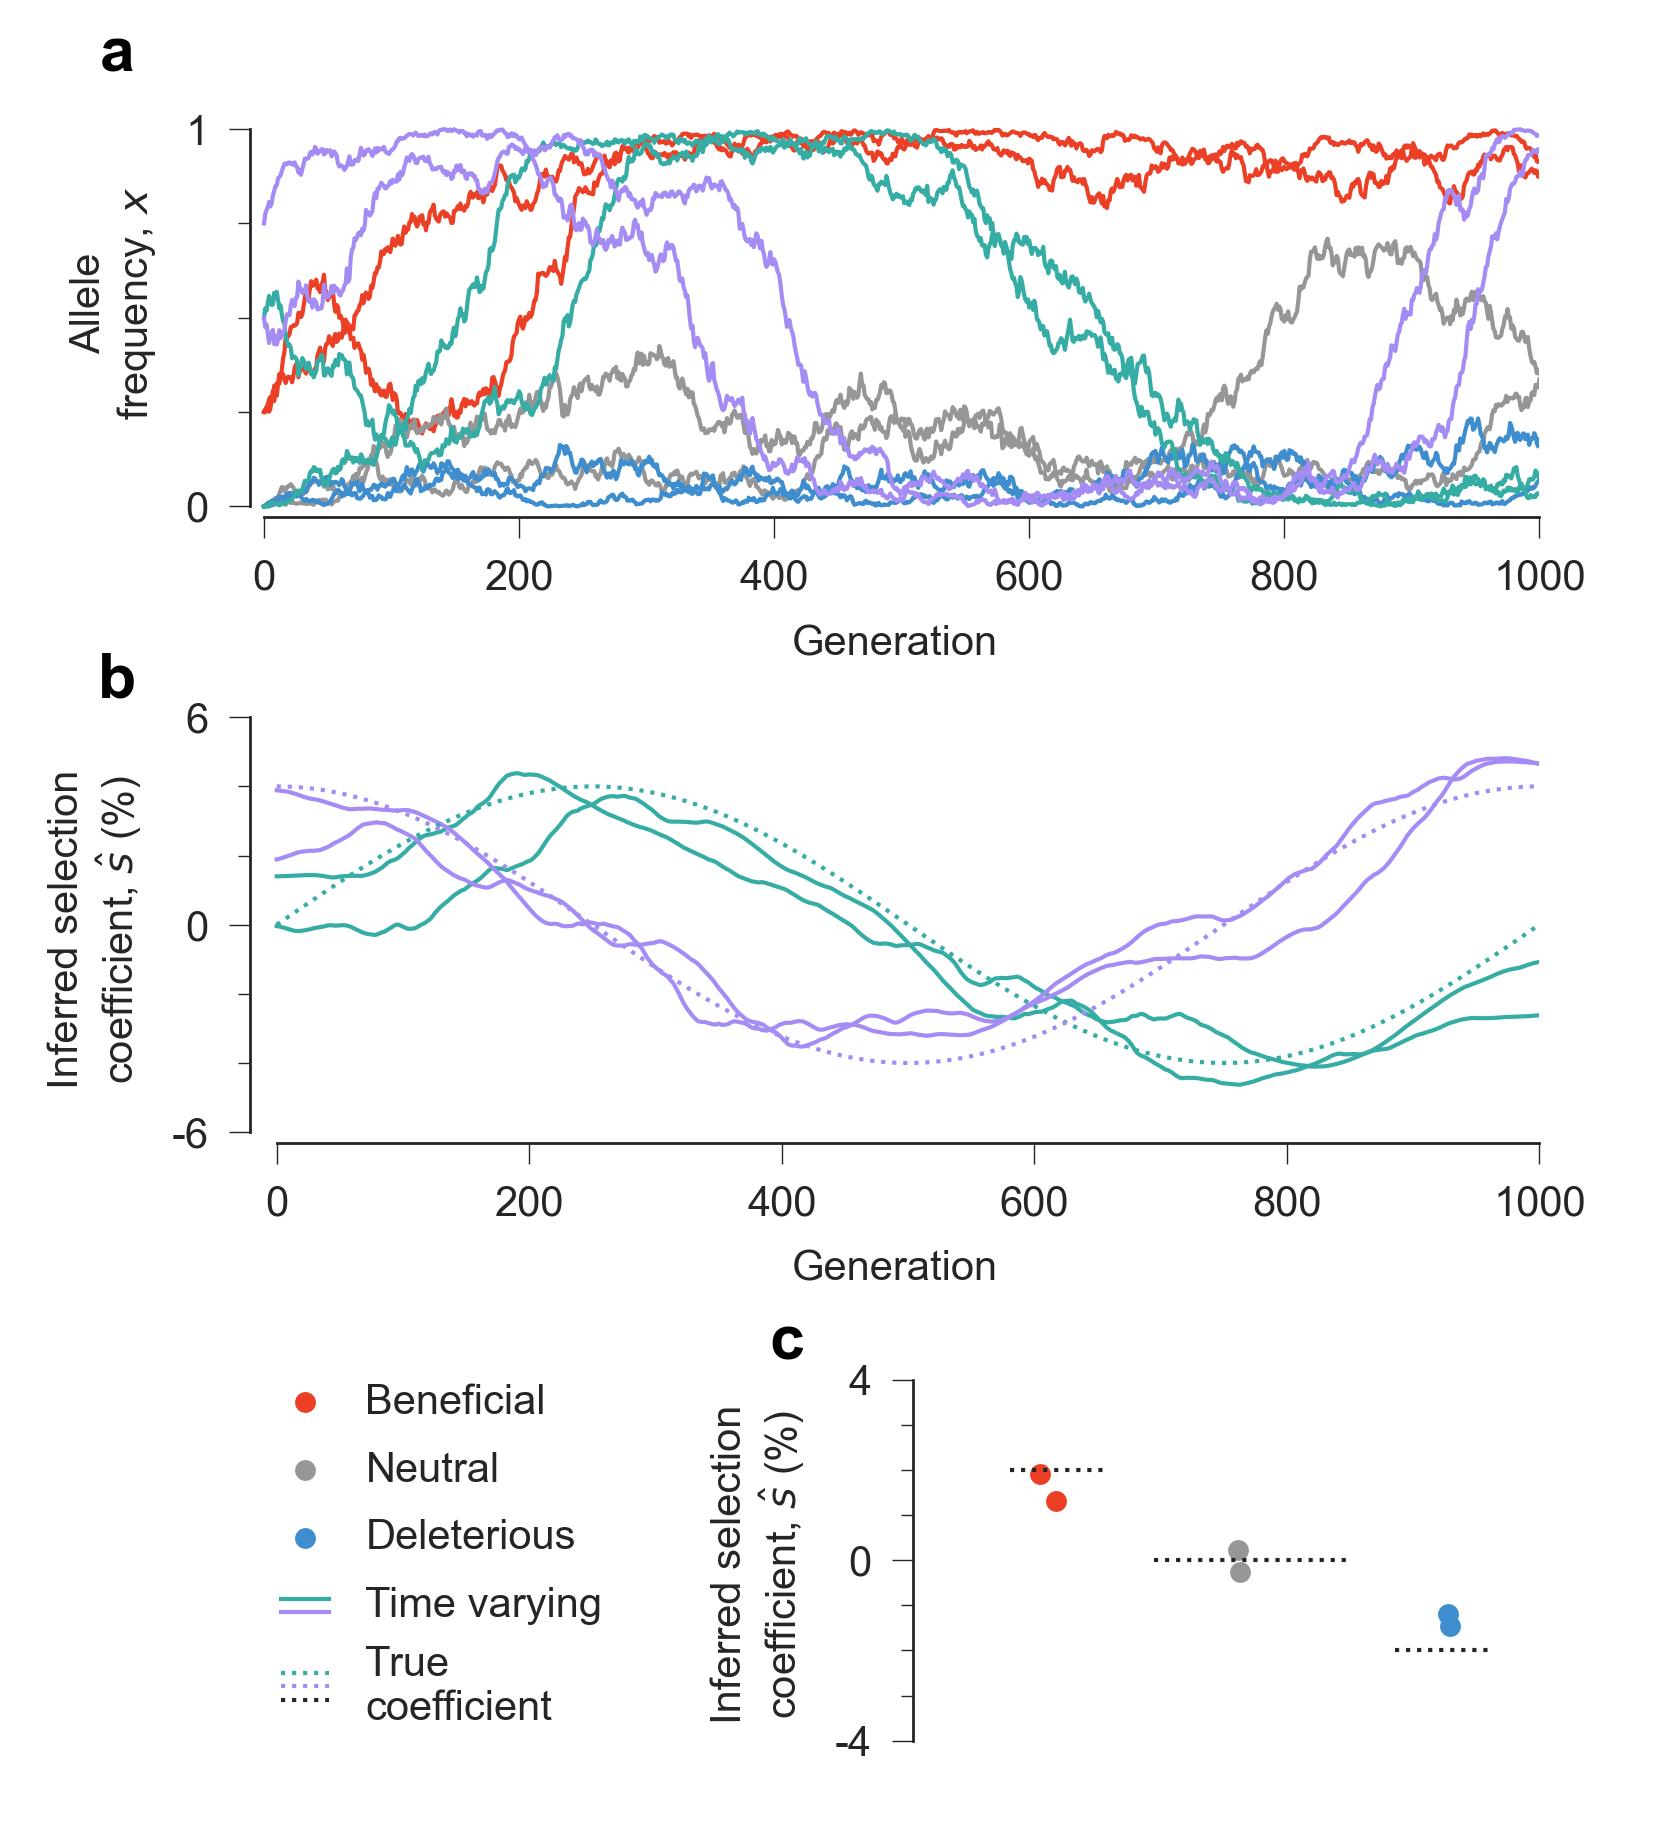 a
1
0
Allele
frequency, x
0 200 400 600 800 1000
Generation
b
6
0
-6
Inferred selection
coefficient, ŝ (%)
0 200 400 600 800 1000
Generation
c
4
0
-4
Inferred selection
coefficient, ŝ (%)
Beneficial
Neutral
Deleterious
Time varying
True
coefficient